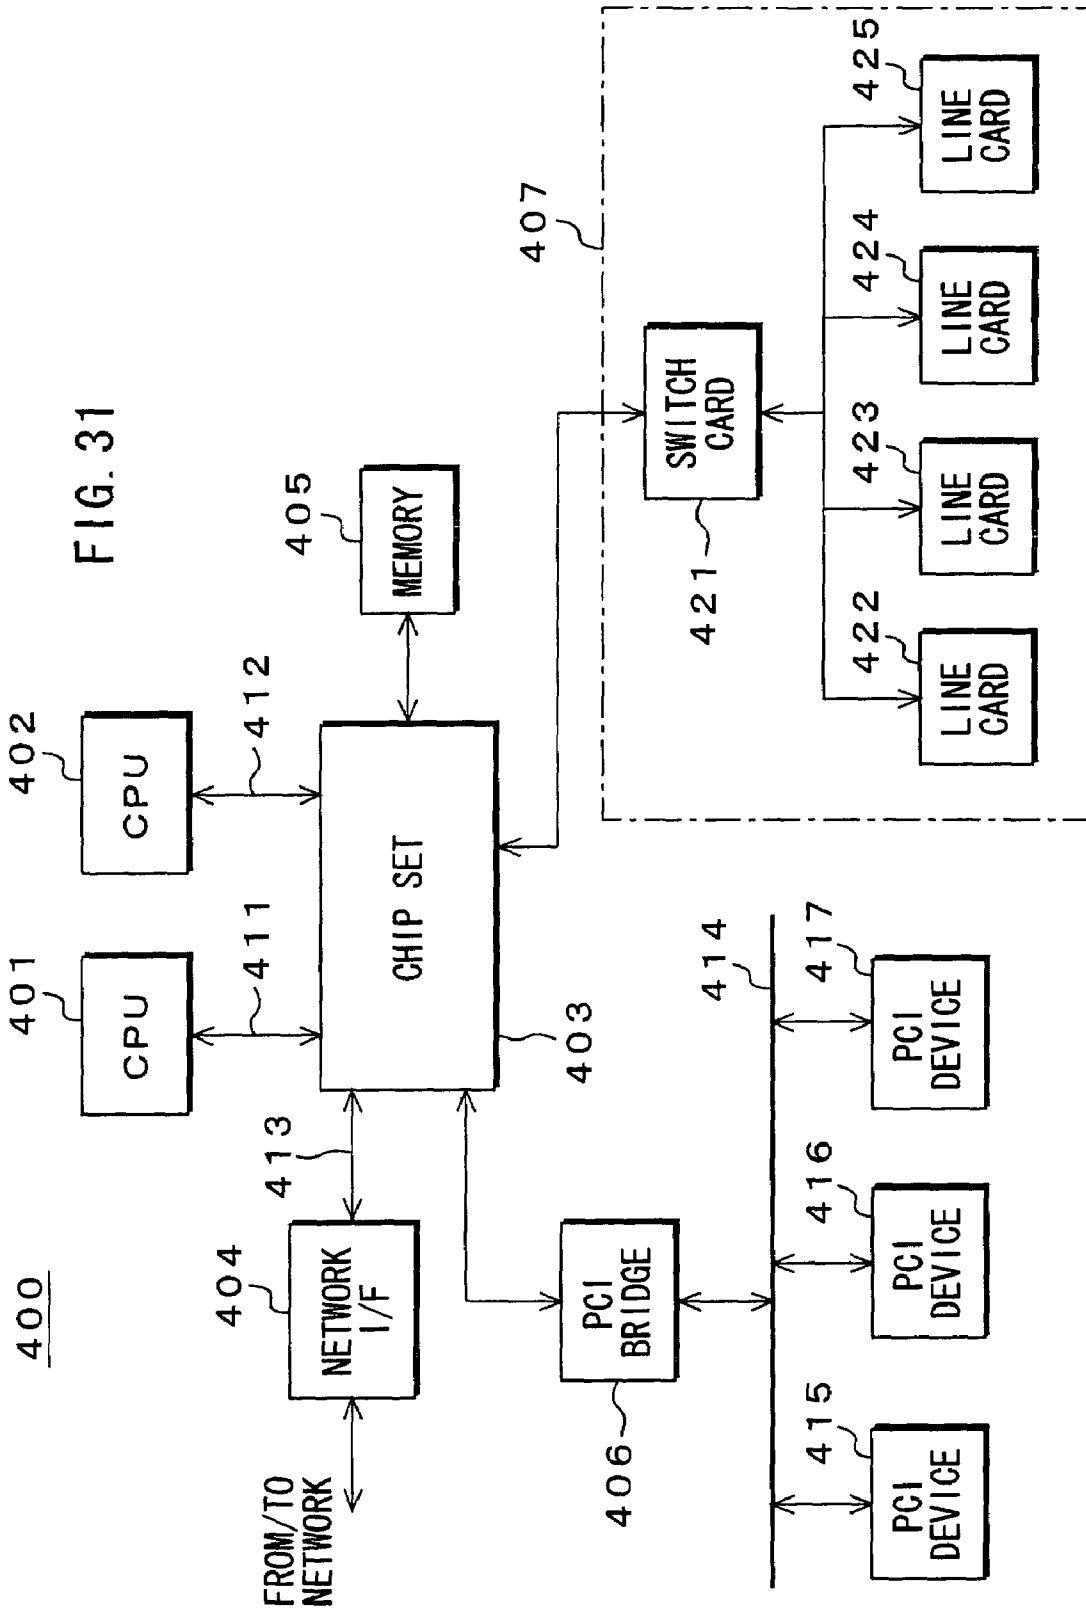 FIG. 31
400
401
CPU
402
CPU
411
412
404
NETWORK
I/F
413
FROM/TO
NETWORK
CHIP SET
403
405
MEMORY
407
PCI
BRIDGE
406
SWITCH
CARD
421
414
415
PCI
DEVICE
416
PCI
DEVICE
417
PCI
DEVICE
422
LINE
CARD
423
LINE
CARD
424
LINE
CARD
425
LINE
CARD